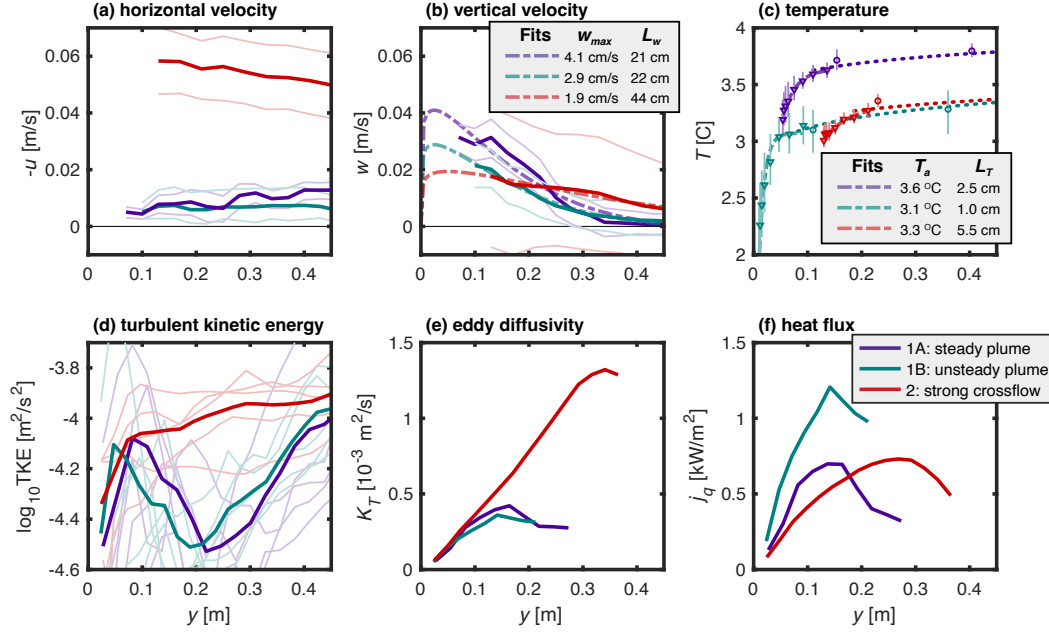 (a) horizontal velocity
-u [m/s]
0.06
0.04
0.02
0
0 0.1 0.2 0.3 0.4
(b) vertical velocity
w [m/s]
0.06
0.04
0.02
0
0 0.1 0.2 0.3 0.4
Fits w_max L_w
4.1 cm/s 21 cm
2.9 cm/s 22 cm
1.9 cm/s 44 cm
(c) temperature
T [C]
4
3.5
3
2.5
2
0 0.1 0.2 0.3 0.4
Fits T_a L_T
3.6 °C 2.5 cm
3.1 °C 1.0 cm
3.3 °C 5.5 cm
(d) turbulent kinetic energy
log₁₀TKE [m²/s²]
-3.8
-4
-4.2
-4.4
-4.6
0 0.1 0.2 0.3 0.4
y [m]
(e) eddy diffusivity
K_T [10⁻³ m²/s]
1.5
1
0.5
0
0 0.1 0.2 0.3 0.4
y [m]
(f) heat flux
j_q [kW/m²]
1.5
1
0.5
0
0 0.1 0.2 0.3 0.4
y [m]
1A: steady plume
1B: unsteady plume
2: strong crossflow